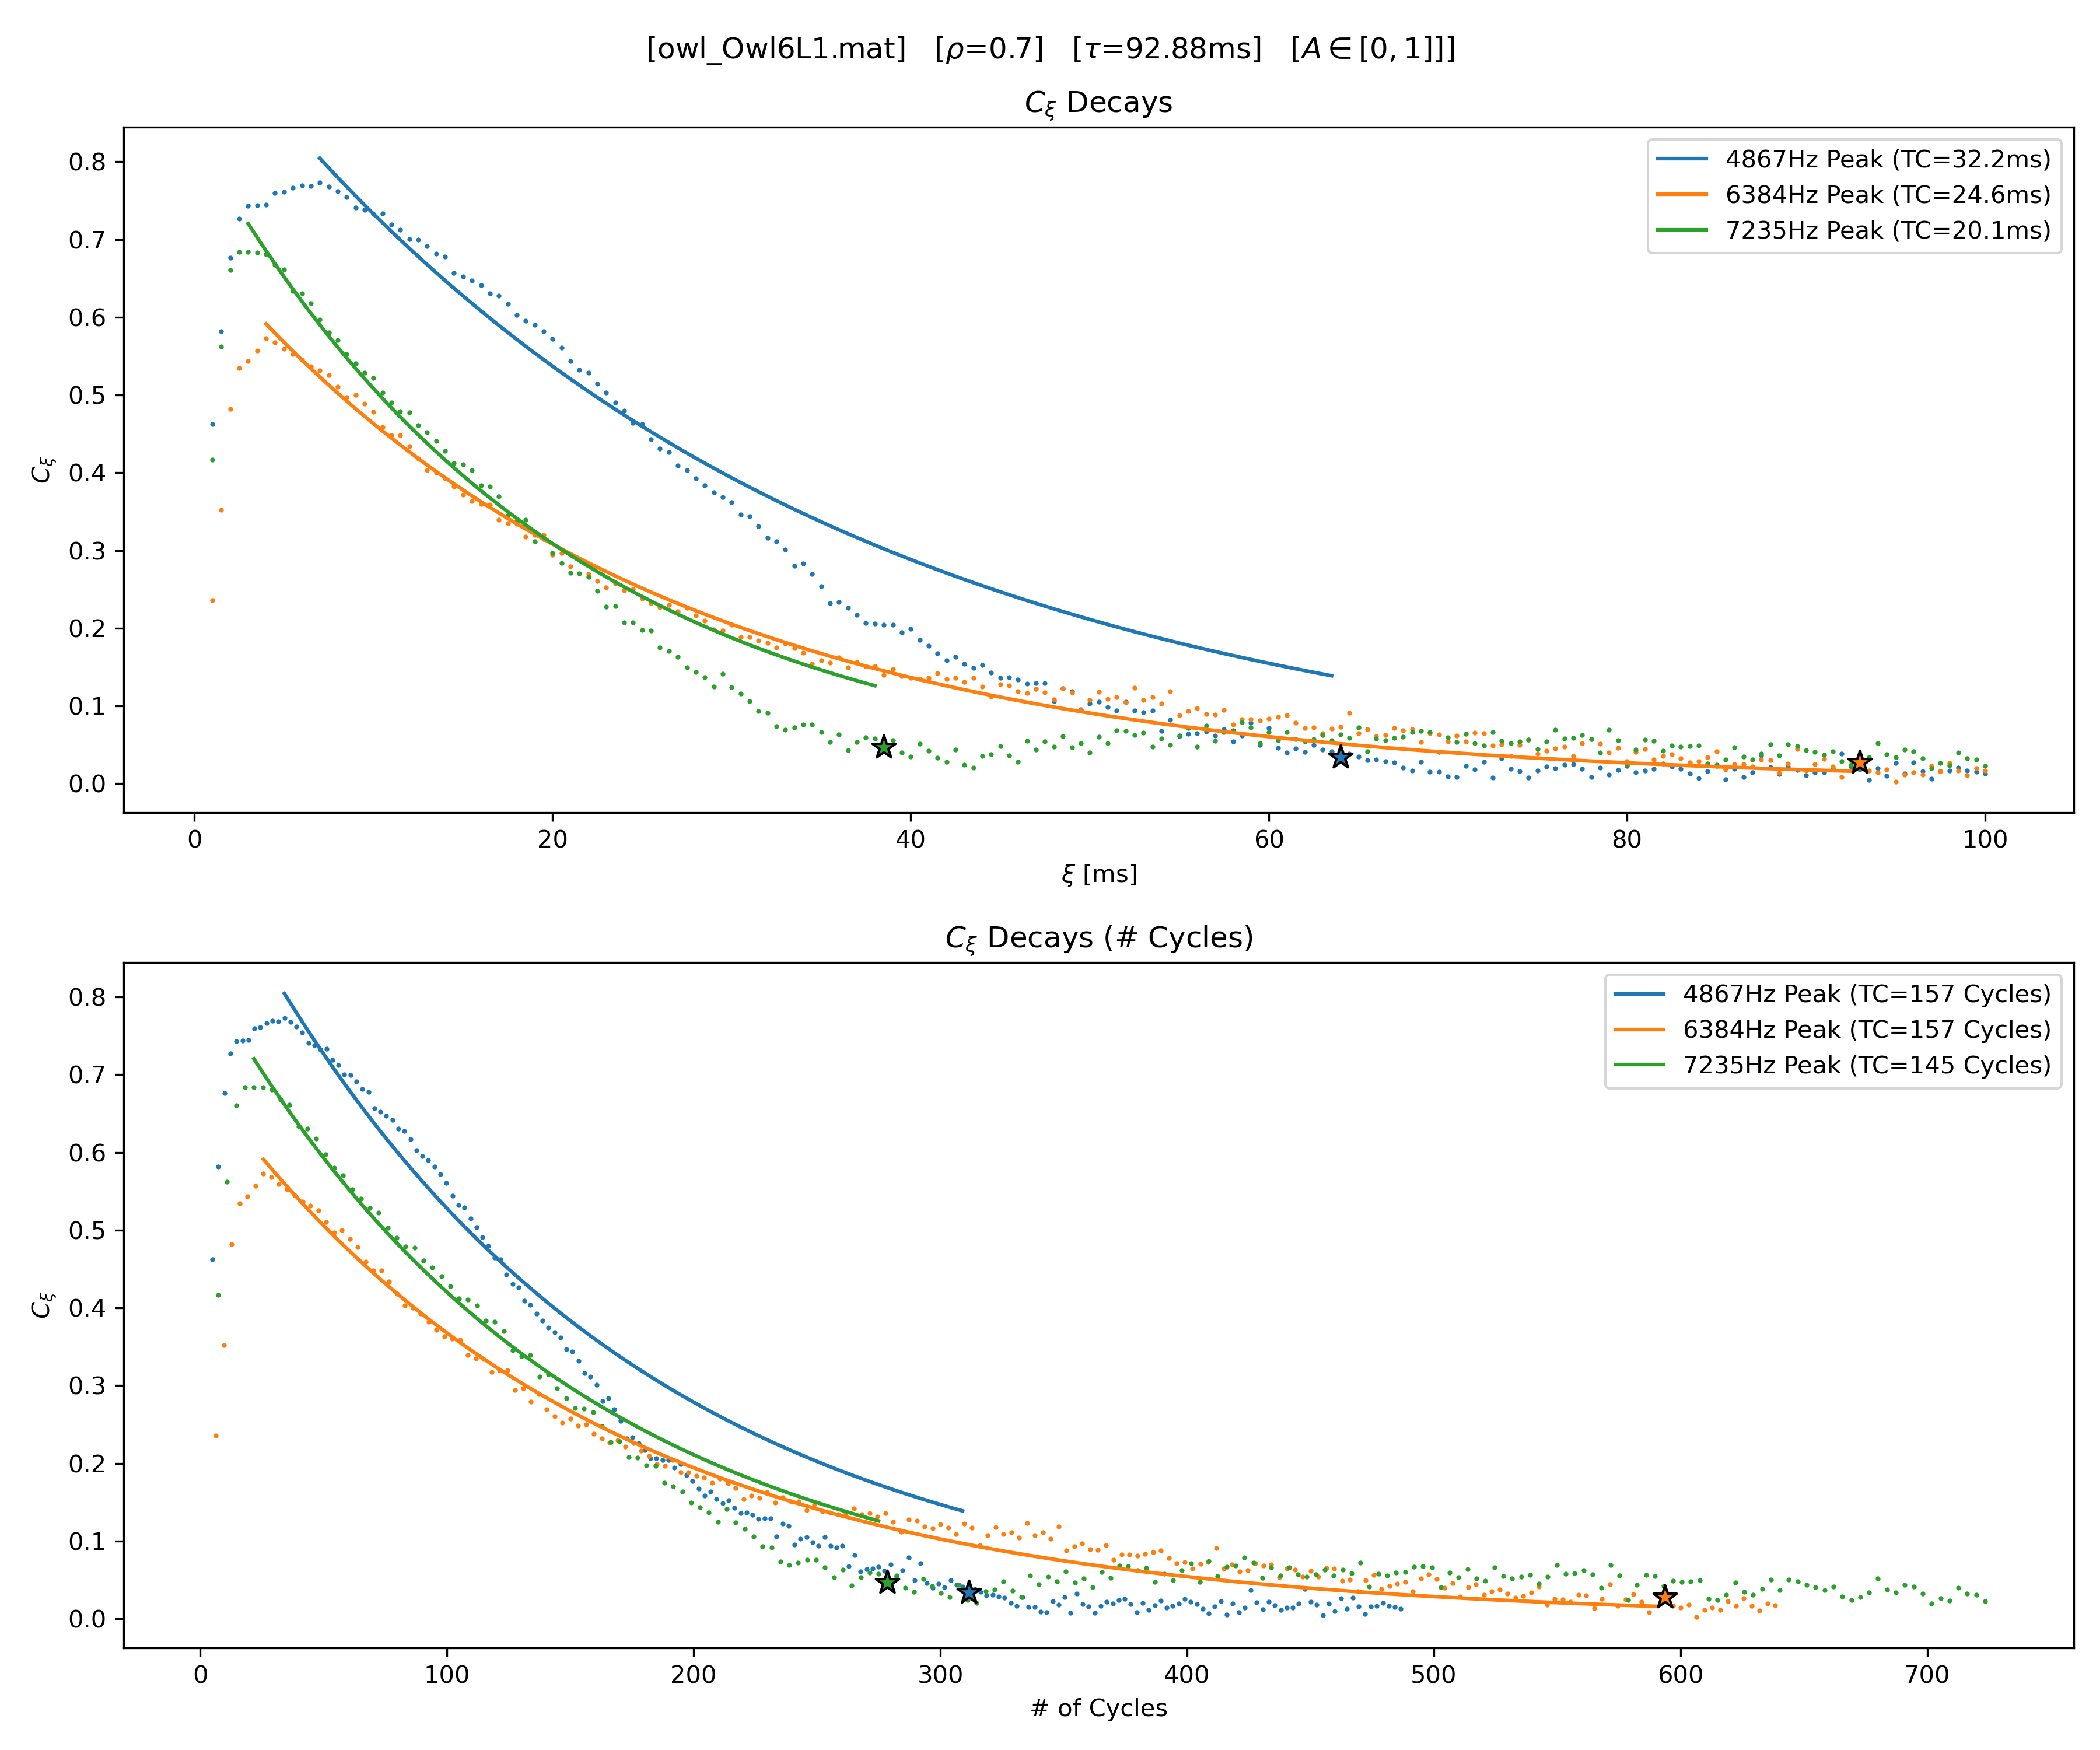 [owl_Owl6L1.mat] [ρ=0.7] [τ=92.88ms] [A ∈ [0, 1]]]
C_ξ Decays
0.8
0.7
0.6
0.5
0.4
0.3
0.2
0.1
0.0
C_ξ
4867Hz Peak (TC=32.2ms)
6384Hz Peak (TC=24.6ms)
7235Hz Peak (TC=20.1ms)
0 20 40 60 80 100
ξ [ms]
C_ξ Decays (# Cycles)
0.8
0.7
0.6
0.5
0.4
0.3
0.2
0.1
0.0
C_ξ
4867Hz Peak (TC=157 Cycles)
6384Hz Peak (TC=157 Cycles)
7235Hz Peak (TC=145 Cycles)
0 100 200 300 400 500 600 700
# of Cycles